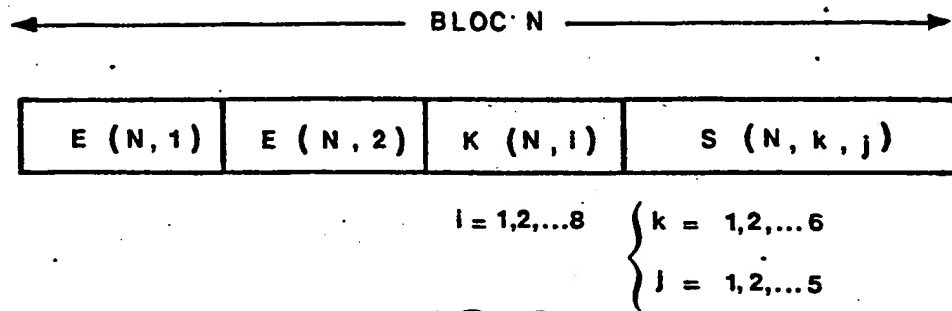 BLOC N
E (N, 1) E (N, 2) K (N, i) S (N, k, j)
i = 1,2,...8 k = 1,2,...6
j = 1,2,...5